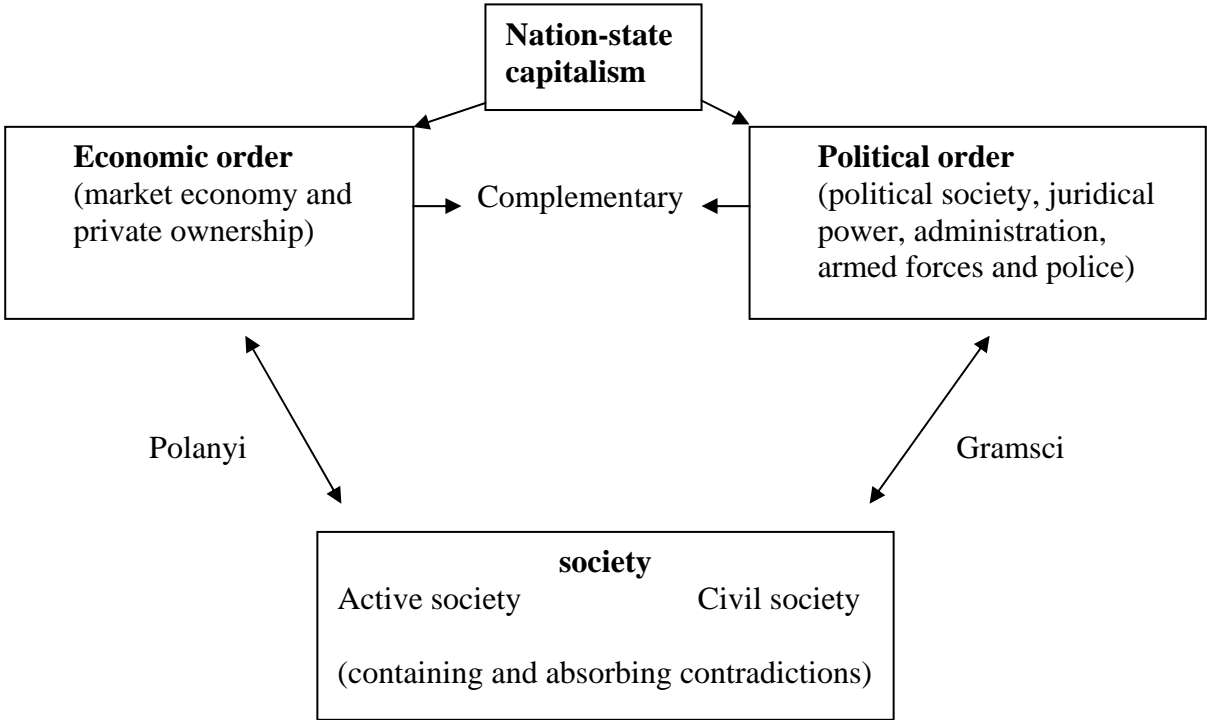 Nation-state
capitalism
Economic order
(market economy and
private ownership)
Complementary
Political order
(political society, juridical
power, administration,
armed forces and police)
Polanyi
Gramsci
society
Active society
Civil society
(containing and absorbing contradictions)